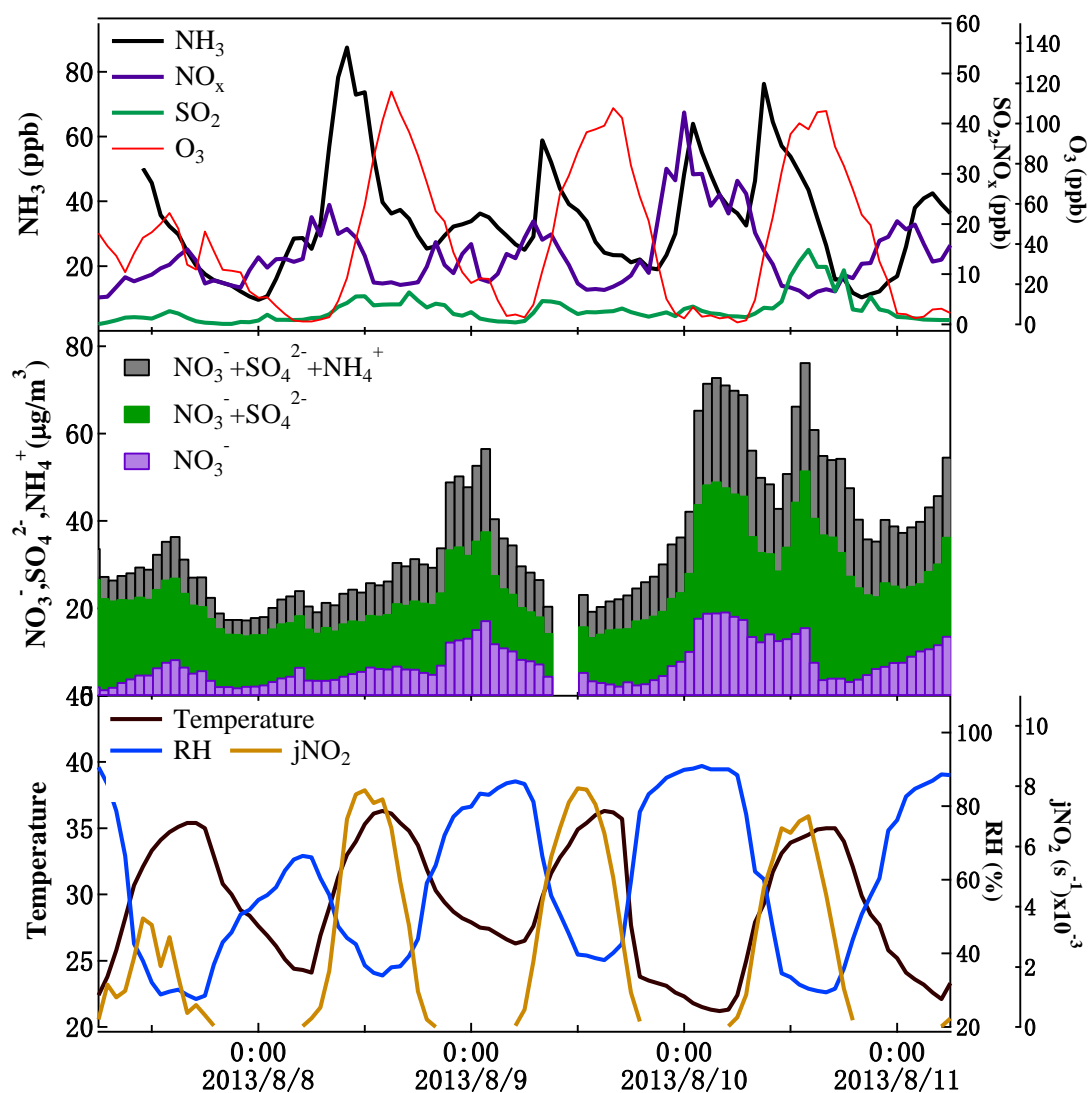 NH3
NOx
SO2
O3
NH3 (ppb)
80
60
40
20
60
50
40
30
20
10
0
SO2,NOx (ppb)
140
120
100
80
60
40
20
0
O3 (ppb)
NO3-+SO42-+NH4+
NO3-+SO42-
NO3-
NO3-,SO42-,NH4+(μg/m3)
80
60
40
20
Temperature
RH
jNO2
Temperature
40
35
30
25
20
100
80
60
40
20
RH (%)
10
8
6
4
2
0
jNO2 (s-1)x10-3
0:00
2013/8/8
0:00
2013/8/9
0:00
2013/8/10
0:00
2013/8/11